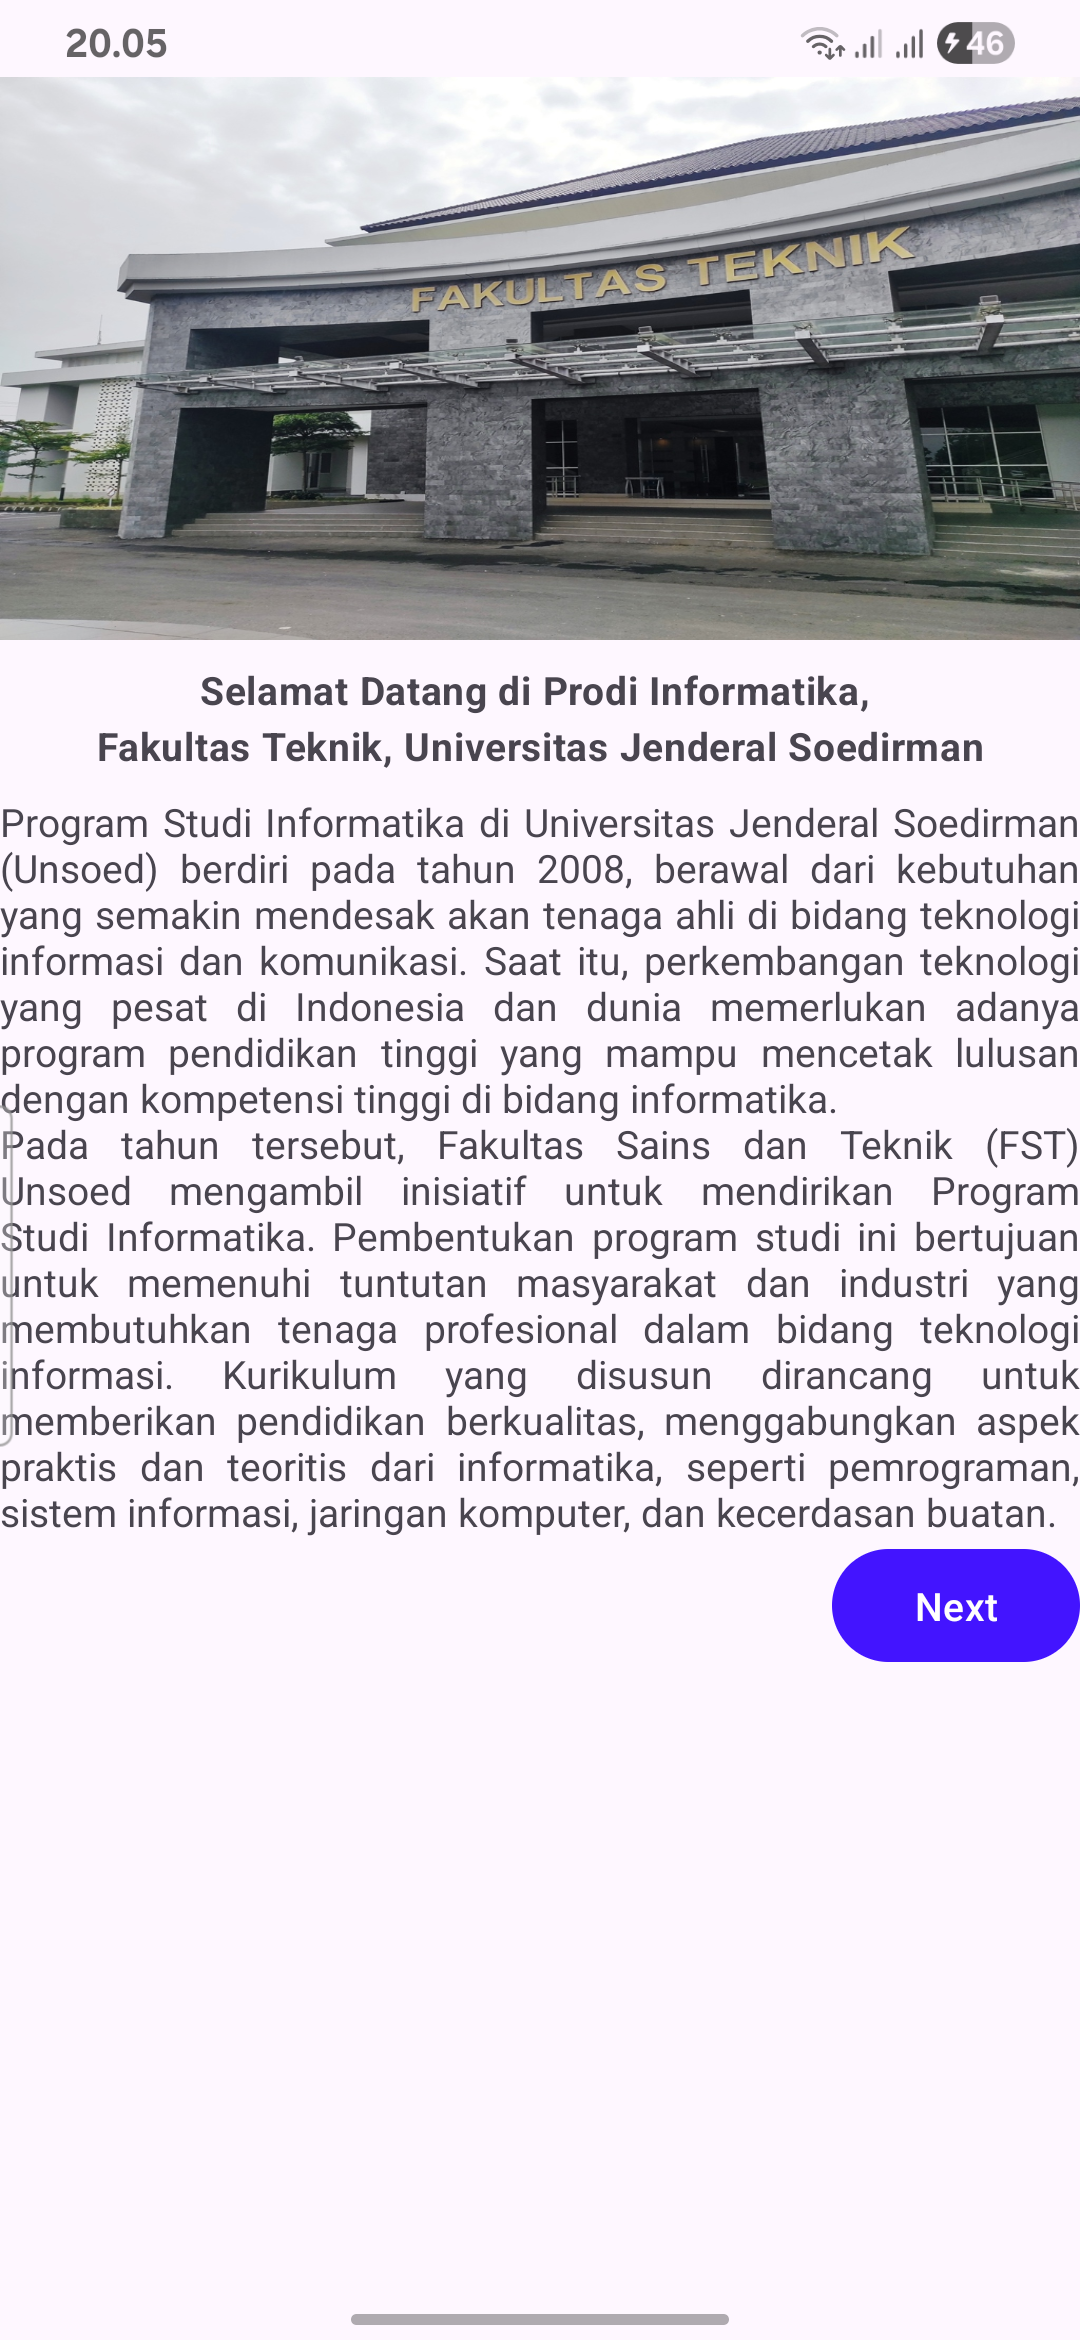 20.05
46
FAKULTAS TEKNIK
Selamat Datang di Prodi Informatika,
Fakultas Teknik, Universitas Jenderal Soedirman
Program Studi Informatika di Universitas Jenderal Soedirman
(Unsoed) berdiri pada tahun 2008, berawal dari kebutuhan
yang semakin mendesak akan tenaga ahli di bidang teknologi
informasi dan komunikasi. Saat itu, perkembangan teknologi
yang pesat di Indonesia dan dunia memerlukan adanya
program pendidikan tinggi yang mampu mencetak lulusan
dengan kompetensi tinggi di bidang informatika.
Pada tahun tersebut, Fakultas Sains dan Teknik (FST)
Unsoed mengambil inisiatif untuk mendirikan Program
Studi Informatika. Pembentukan program studi ini bertujuan
untuk memenuhi tuntutan masyarakat dan industri yang
membutuhkan tenaga profesional dalam bidang teknologi
informasi. Kurikulum yang disusun dirancang untuk
memberikan pendidikan berkualitas, menggabungkan aspek
praktis dan teoritis dari informatika, seperti pemrograman,
sistem informasi, jaringan komputer, dan kecerdasan buatan.
Next